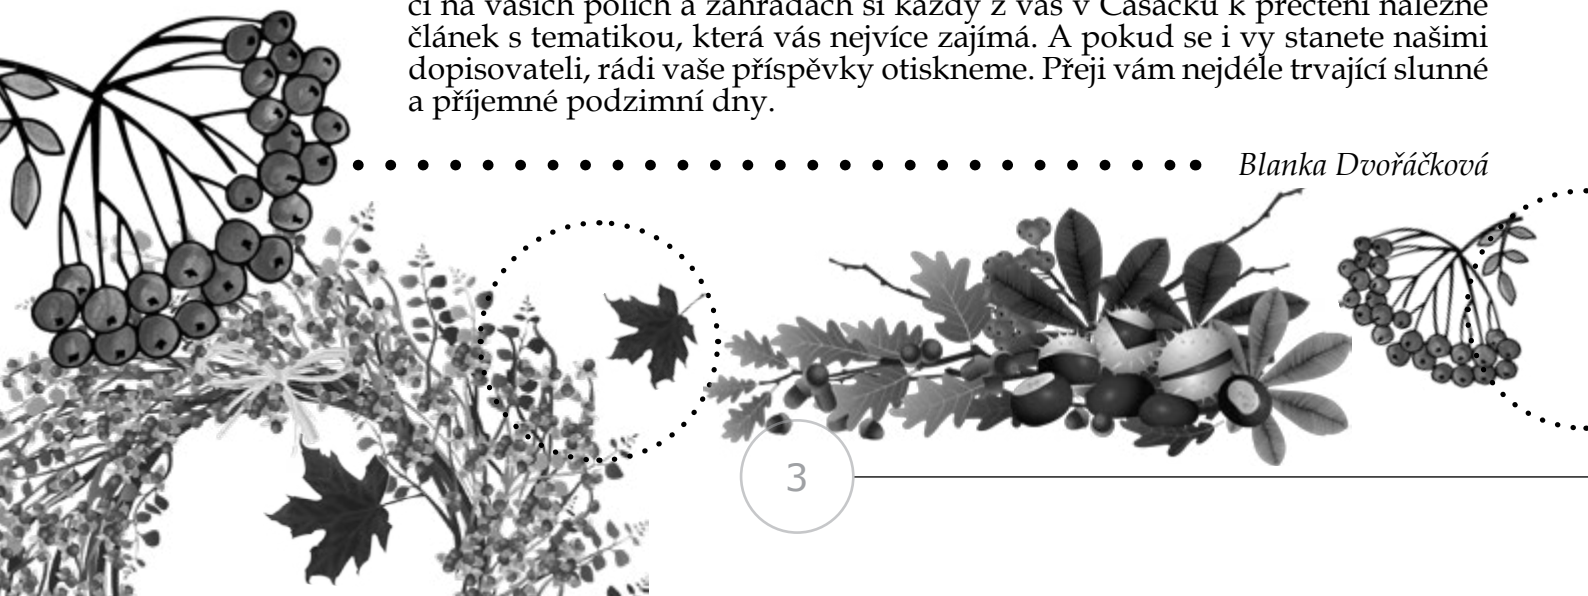 či na vašich polích a zahradách si každý z vás v Časáčku k přečtení nalezne
článek s tematikou, která vás nejvíce zajímá. A pokud se i vy stanete našimi
dopisovateli, rádi vaše příspěvky otiskneme. Přeji vám nejdéle trvající slunné
a příjemné podzimní dny.
Blanka Dvořáčková
3